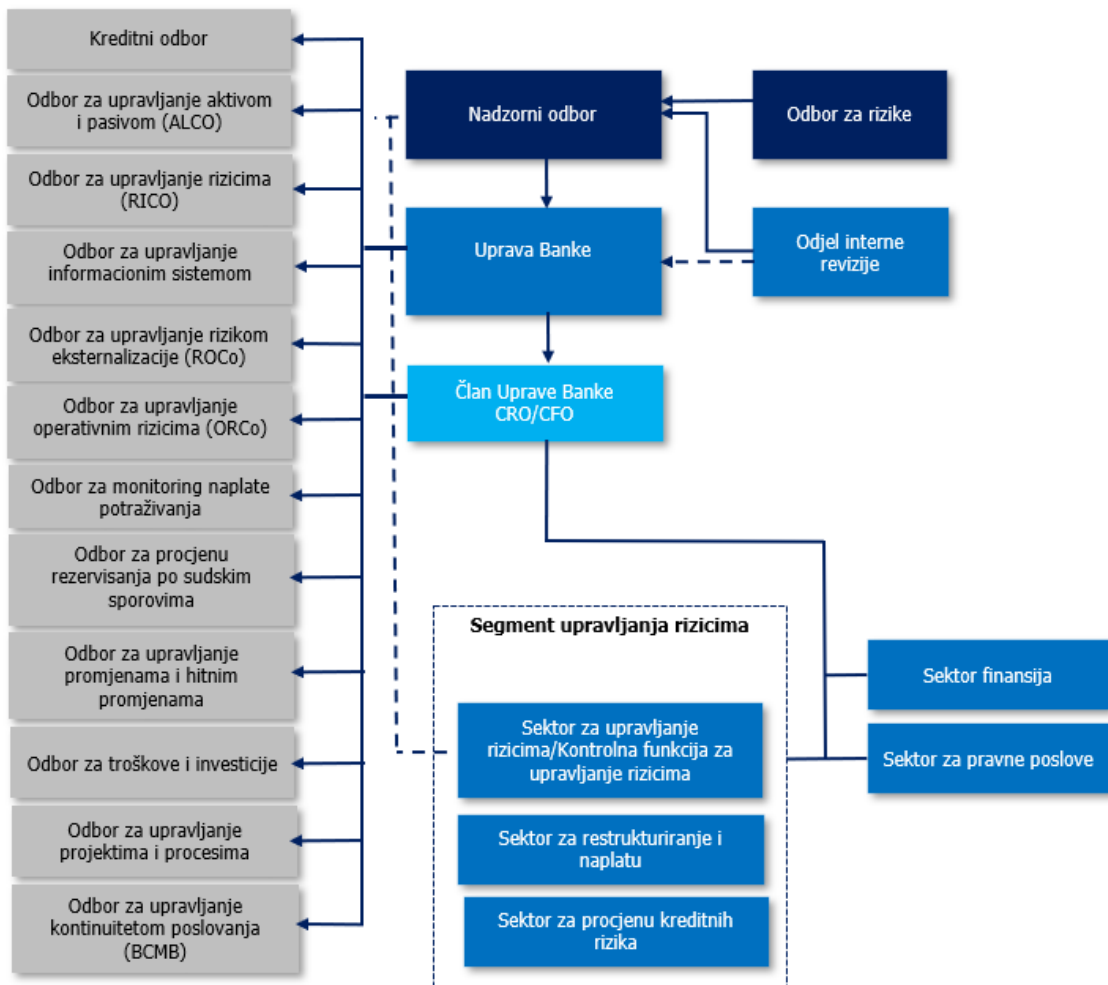 Kreditni odbor
Odbor za upravljanje aktivom
i pasivom (ALCO)
Odbor za upravljanje rizicima
(RICO)
Odbor za upravljanje
informacionim sistemom
Odbor za upravljanje rizikom
eksternalizacije (ROCo)
Odbor za upravljanje
operativnim rizicima (ORCo)
Odbor za monitoring naplate
potraživanja
Odbor za procjenu
rezervisanja po sudskim
sporovima
Odbor za upravljanje
promjenama i hitnim
promjenama
Odbor za troškove i investicije
Odbor za upravljanje
projektima i procesima
Odbor za upravljanje
kontinuitetom poslovanja
(BCMB)
Nadzorni odbor
Odbor za rizike
Uprava Banke
Odjel interne
revizije
Član Uprave Banke
CRO/CFO
Segment upravljanja rizicima
Sektor za upravljanje
rizicima/Kontrolna funkcija za
upravljanje rizicima
Sektor za restrukturiranje i
naplatu
Sektor za procjenu kreditnih
rizika
Sektor finansija
Sektor za pravne poslove